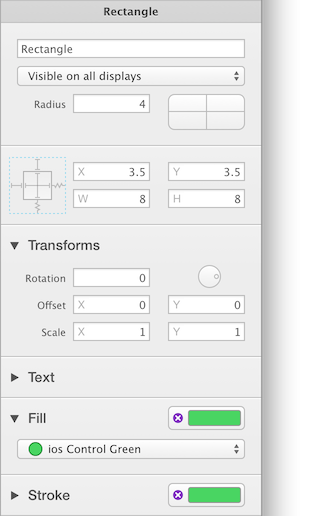 Rectangle
Rectangle
Visible on all displays
Radius 4
X 3.5 Y 3.5
W 8 H 8
Transforms
Rotation 0
Offset X 0 Y 0
Scale X 1 Y 1
Text
Fill
ios Control Green
Stroke